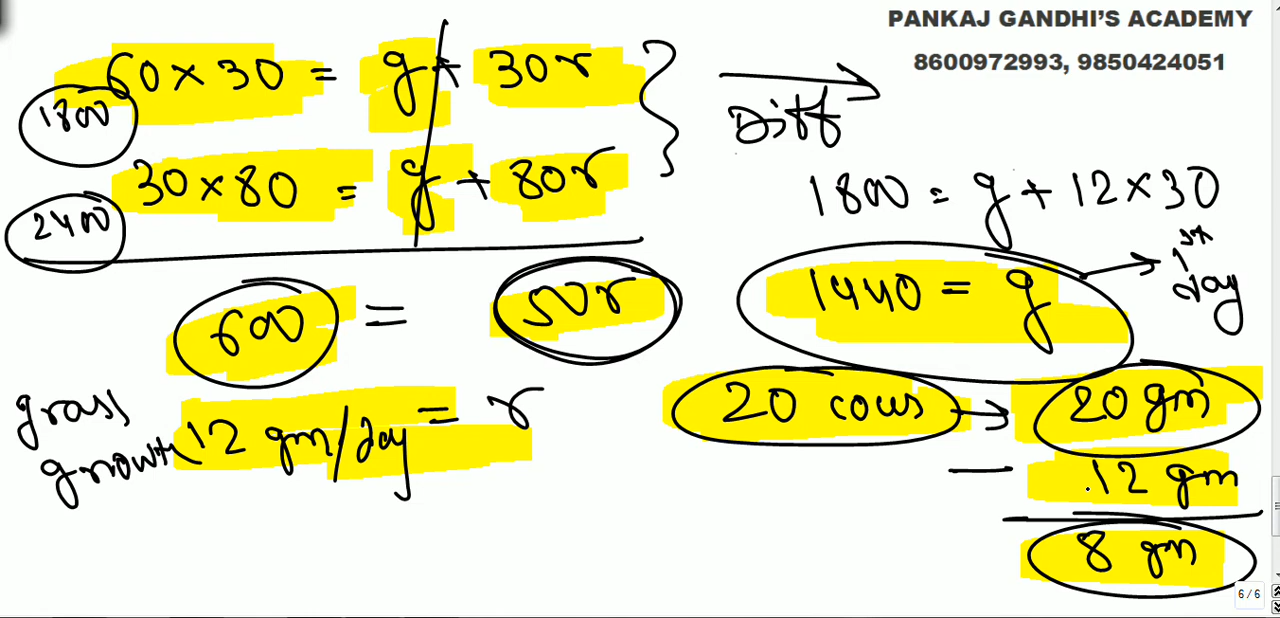 PANKAJ GANDHI'S ACADEMY
8600972993, 9850424051
60 × 30 = g + 30r
1800
30 × 80 = g + 80r
2400
Diff
600 = 50r
grass growth 12 gm/day = r
1800 = g + 12 × 30
1440 = g → 1st day
20 cows → 20 gm
- 12 gm
8 gm
6/6